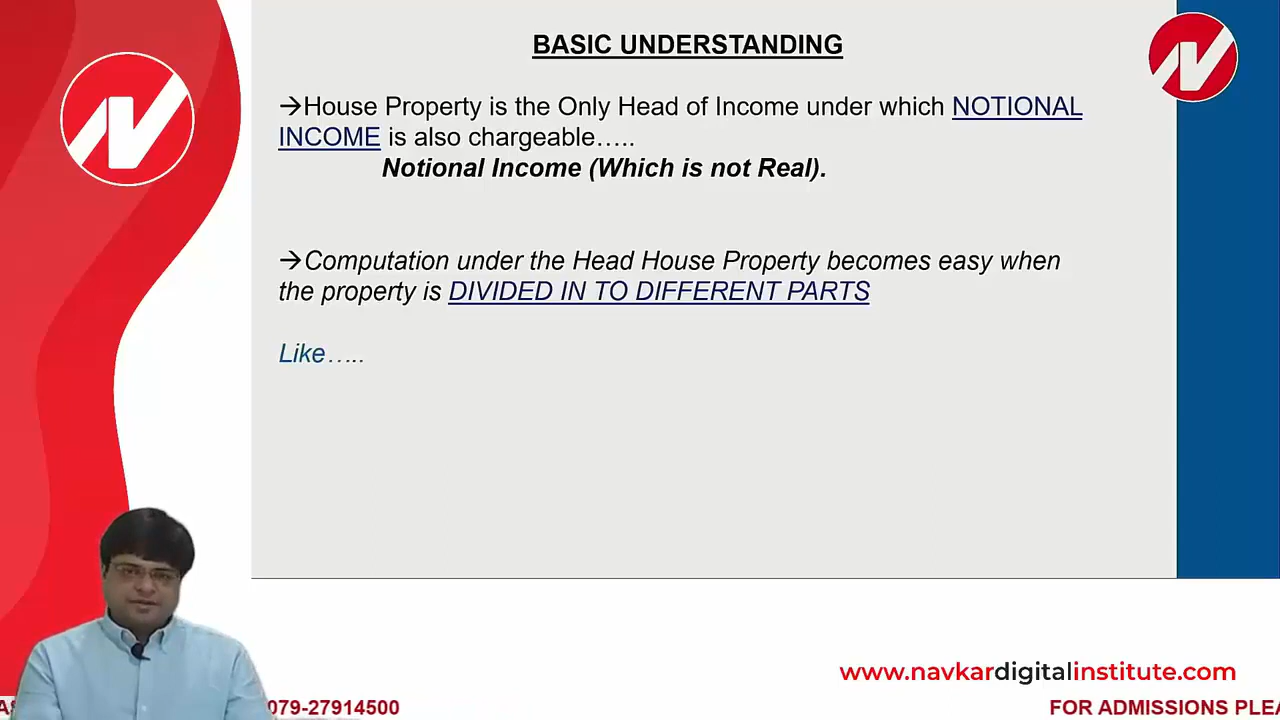 BASIC UNDERSTANDING
→House Property is the Only Head of Income under which NOTIONAL
INCOME is also chargeable…..
Notional Income (Which is not Real).
→Computation under the Head House Property becomes easy when
the property is DIVIDED IN TO DIFFERENT PARTS
Like…..
www.navkardigitalinstitute.com
079-27914500
FOR ADMISSIONS